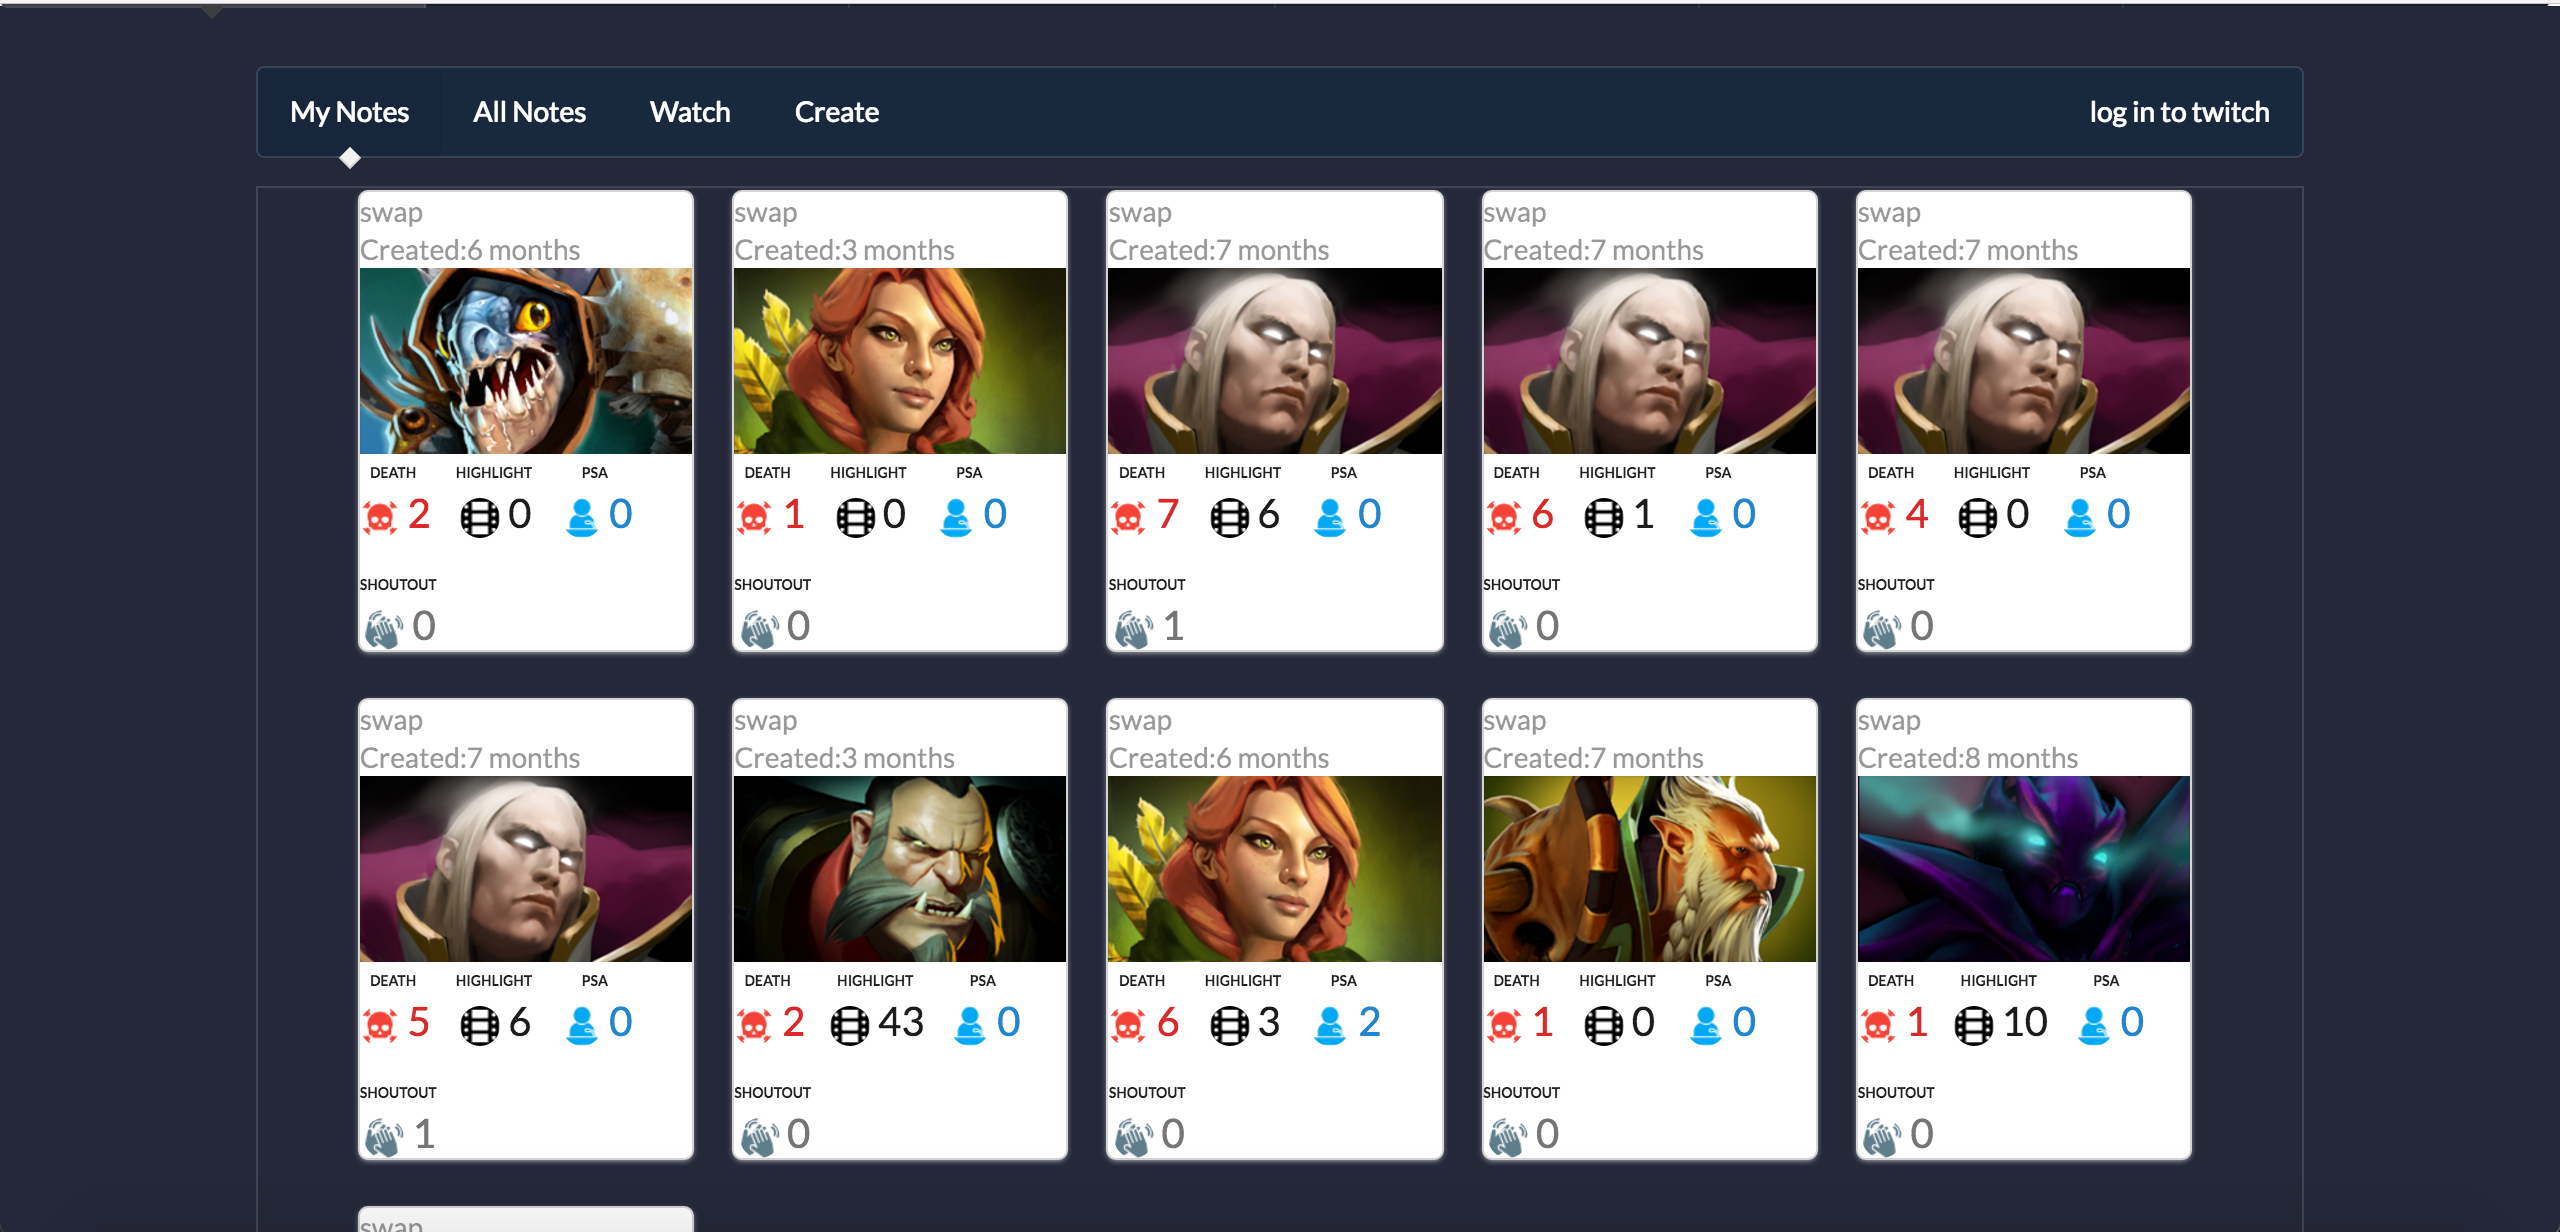 My Notes All Notes Watch Create log in to twitch
swap swap swap swap swap
Created:6 months Created:3 months Created:7 months Created:7 months Created:7 months
DEATH HIGHLIGHT PSA DEATH HIGHLIGHT PSA DEATH HIGHLIGHT PSA DEATH HIGHLIGHT PSA DEATH HIGHLIGHT PSA
2 0 0 1 0 0 7 6 0 6 1 0 4 0 0
SHOUTOUT SHOUTOUT SHOUTOUT SHOUTOUT SHOUTOUT
0 0 1 0 0
swap swap swap swap swap
Created:7 months Created:3 months Created:6 months Created:7 months Created:8 months
DEATH HIGHLIGHT PSA DEATH HIGHLIGHT PSA DEATH HIGHLIGHT PSA DEATH HIGHLIGHT PSA DEATH HIGHLIGHT PSA
5 6 0 2 43 0 6 3 2 1 0 0 1 10 0
SHOUTOUT SHOUTOUT SHOUTOUT SHOUTOUT SHOUTOUT
1 0 0 0 0
swap